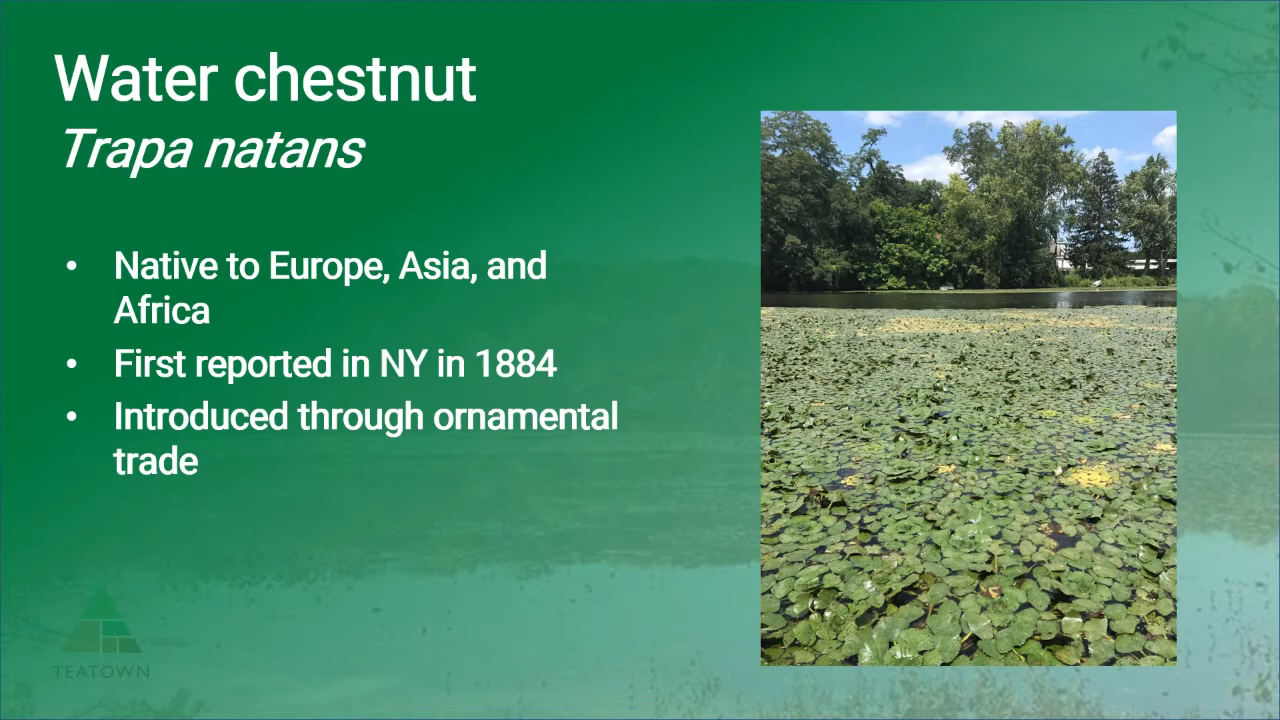 Water chestnut
Trapa natans
• Native to Europe, Asia, and
Africa
• First reported in NY in 1884
• Introduced through ornamental
trade
TEATOWN